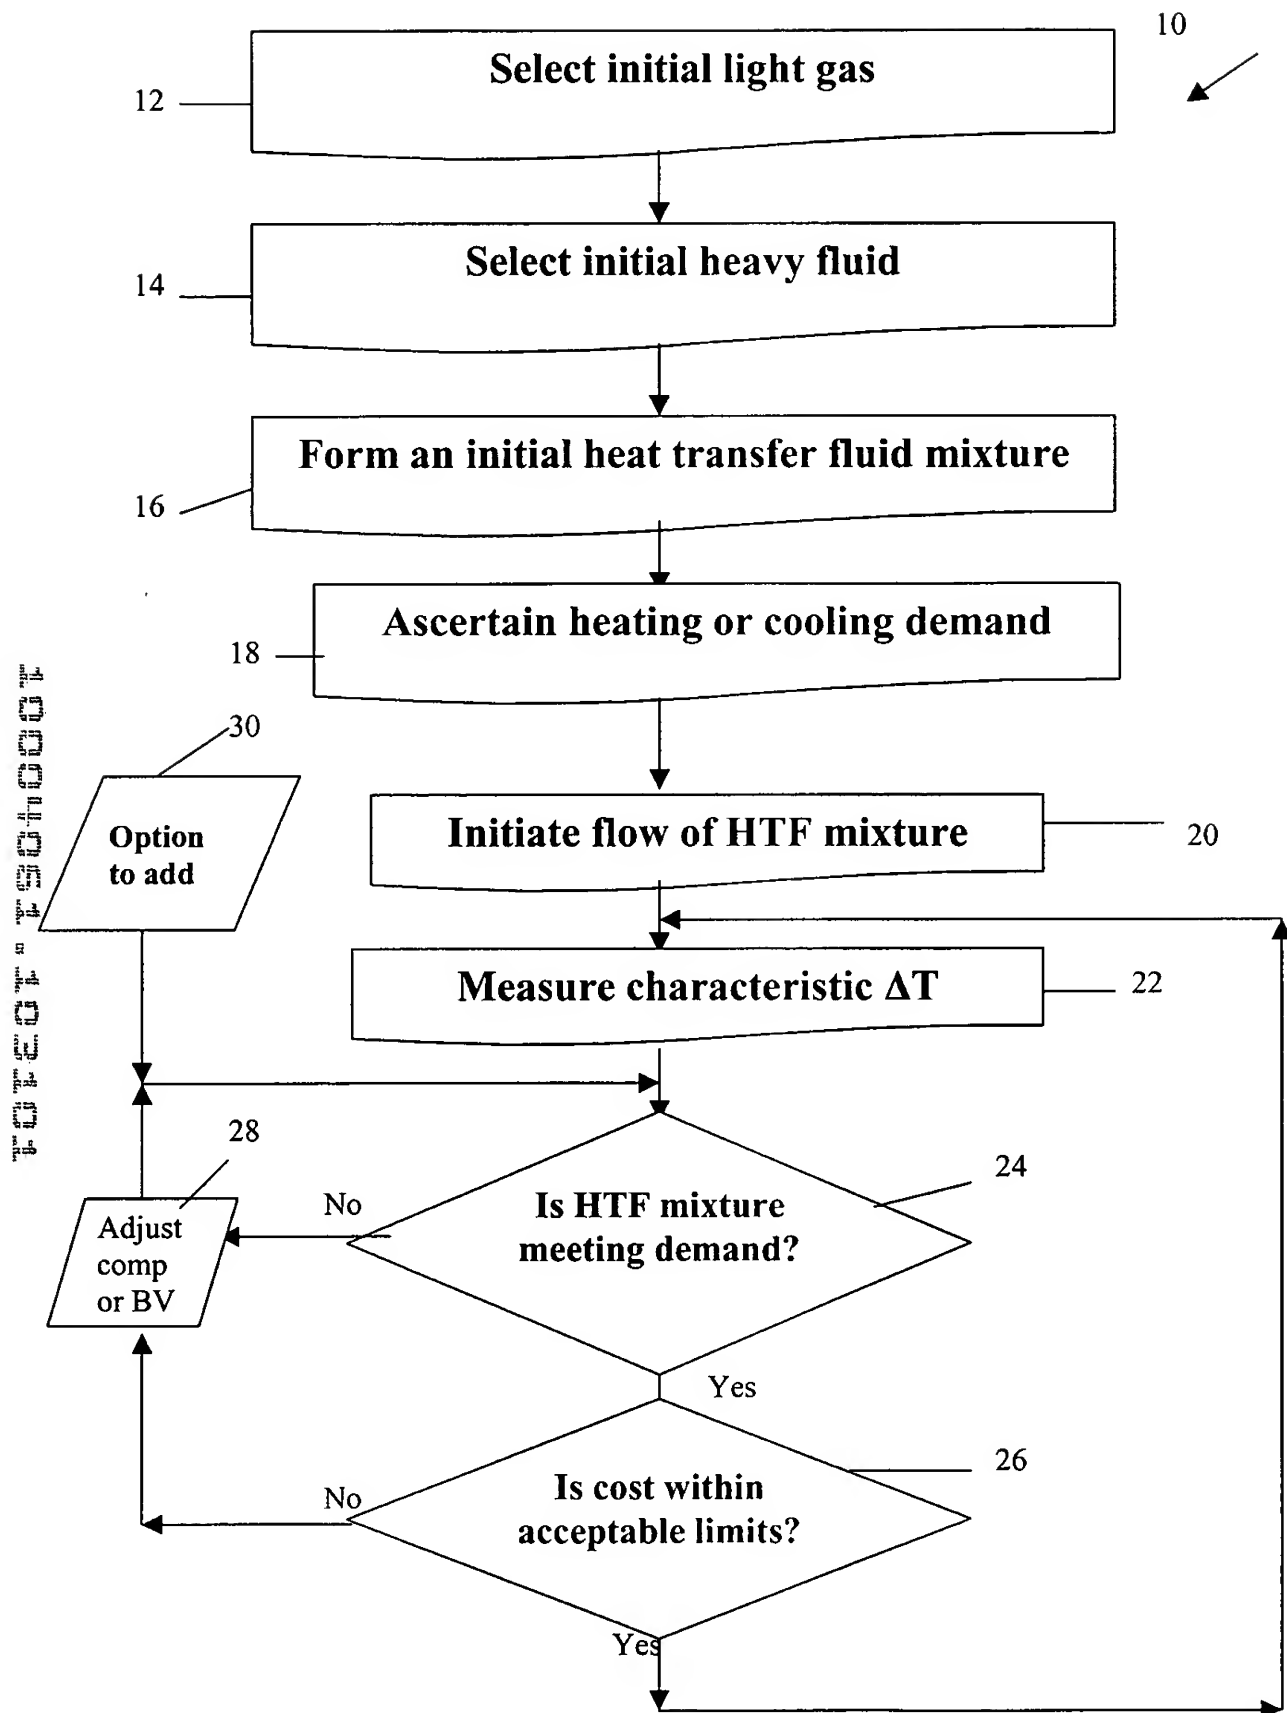 10
Select initial light gas
12
Select initial heavy fluid
14
Form an initial heat transfer fluid mixture
16
Ascertain heating or cooling demand
18
30
Option
to add
Initiate flow of HTF mixture
20
Measure characteristic ΔT
22
28
24
No
Is HTF mixture
meeting demand?
Adjust
comp
or BV
Yes
26
No
Is cost within
acceptable limits?
Yes
10004051.103101